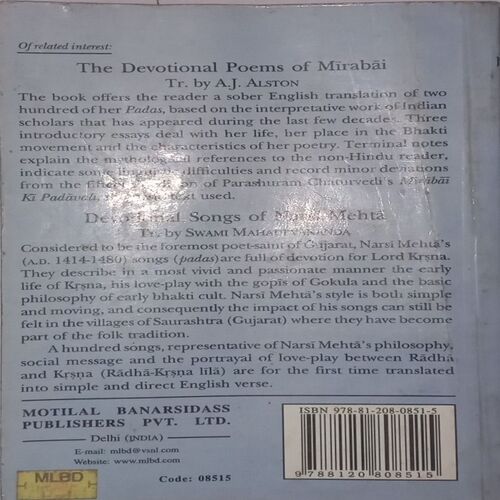 Of related interest:
The Devotional Poems of Mīrabāi
Tr. by A.J. Alston
The book offers the reader a sober English translation of two
hundred of her Padas, based on the interpretative work of Indian
scholars that has appeared during the last few decades. Three
introductory essays deal with her life, her place in the Bhakti
movement and the characteristics of her poetry. Terminal notes
explain the mythological references to the non-Hindu reader,
indicate some difficulties and record minor deviations
from the of Parashuram Chaturvedi's Mīrābāī
Kī Padāvalī, text used.
Devotional Songs of Narsī Mehtā
Tr. by Swami Mahadevananda
Considered to be the foremost poet-saint of Gujarat, Narsī Mehtā's
(A.D. 1414-1480) songs (padas) are full of devotion for Lord Kṛṣṇa.
They describe in a most vivid and passionate manner the early
life of Kṛṣṇa, his love-play with the gopīs of Gokula and the basic
philosophy of early bhakti cult. Narsī Mehtā's style is both simple
and moving, and consequently the impact of his songs can still be
felt in the villages of Saurashtra (Gujarat) where they have become
part of the folk tradition.
A hundred songs, representative of Narsī Mehtā's philosophy,
social message and the portrayal of love-play between Rādhā
and Kṛṣṇa (Rādhā-Kṛṣṇa līlā) are for the first time translated
into simple and direct English verse.
MOTILAL BANARSIDASS
PUBLISHERS PVT. LTD.
Delhi (INDIA)
E-mail: mlbd@vsnl.com
Website: www.mlbd.com
MLBD
Code: 08515
ISBN 978-81-208-0851-5
9788120808515